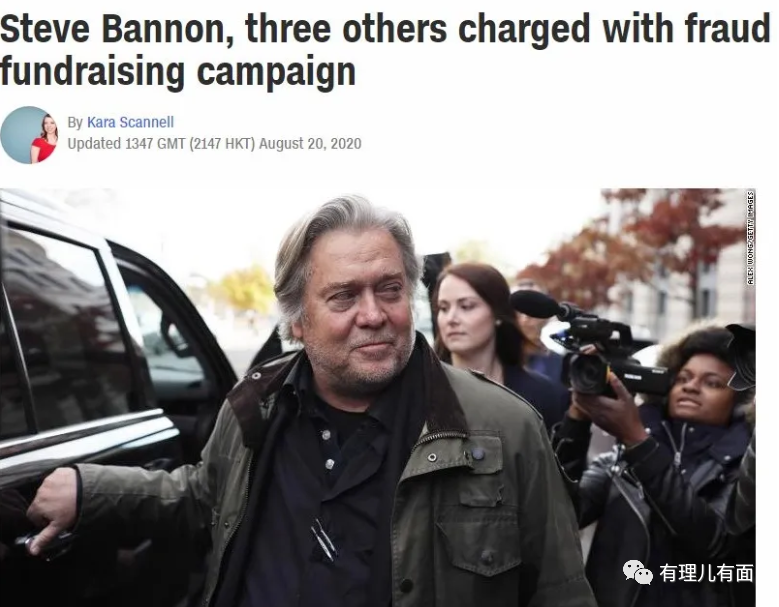 Steve Bannon, three others charged with fraud
fundraising campaign
By Kara Scannell
Updated 1347 GMT (2147 HKT) August 20, 2020
ALEX WONG/GETTY IMAGES
有理儿有面